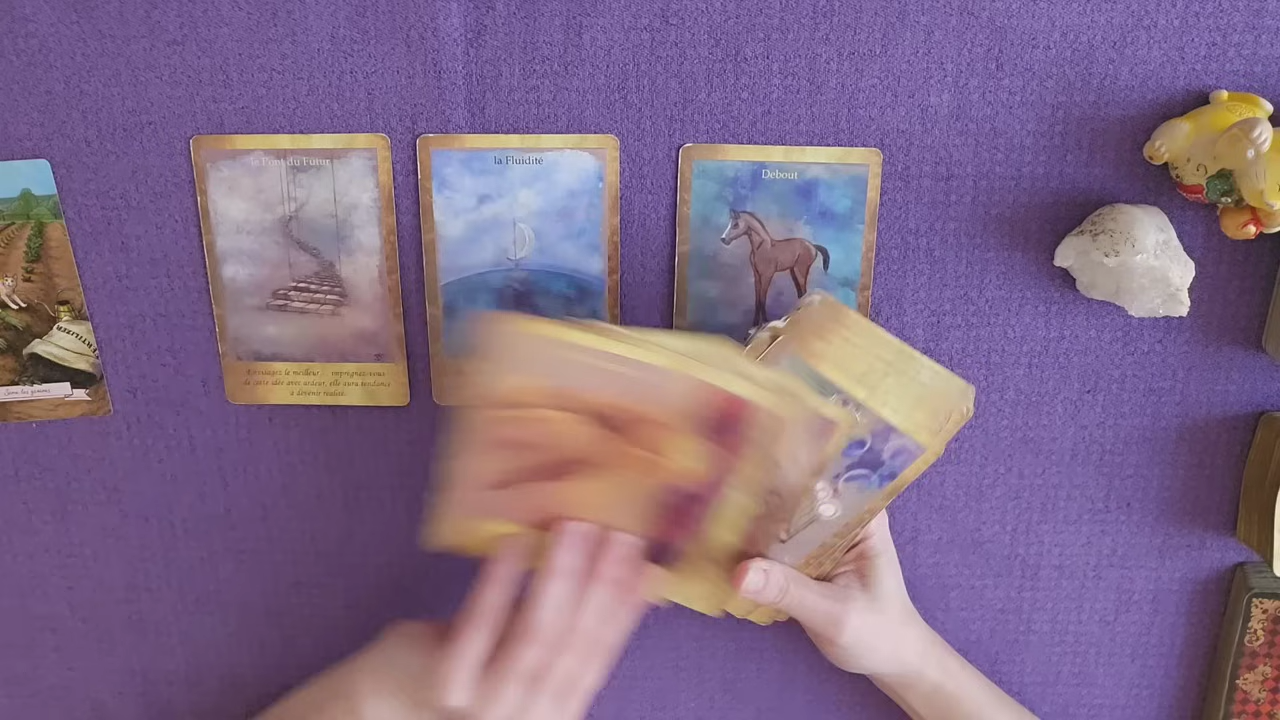 le Pont du Futur
la Fluidité
Debout
Envisagez le meilleur... imprégnez-vous
de cette idée avec ardeur, elle aura tendance
à devenir réalité.
FERTILIZER